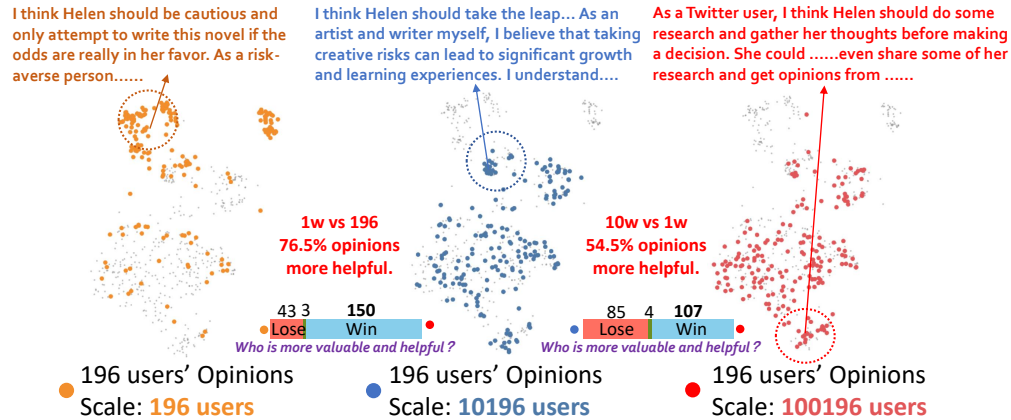 I think Helen should be cautious and
only attempt to write this novel if the
odds are really in her favor. As a risk-
averse person......
I think Helen should take the leap... As an
artist and writer myself, I believe that taking
creative risks can lead to significant growth
and learning experiences. I understand....
As a Twitter user, I think Helen should do some
research and gather her thoughts before making
a decision. She could ......even share some of her
research and get opinions from ......
1w vs 196
76.5% opinions
more helpful.
10w vs 1w
54.5% opinions
more helpful.
43 3 150
Lose Win
Who is more valuable and helpful ?
85 4 107
Lose Win
Who is more valuable and helpful ?
196 users’ Opinions
Scale: 196 users
196 users’ Opinions
Scale: 10196 users
196 users’ Opinions
Scale: 100196 users